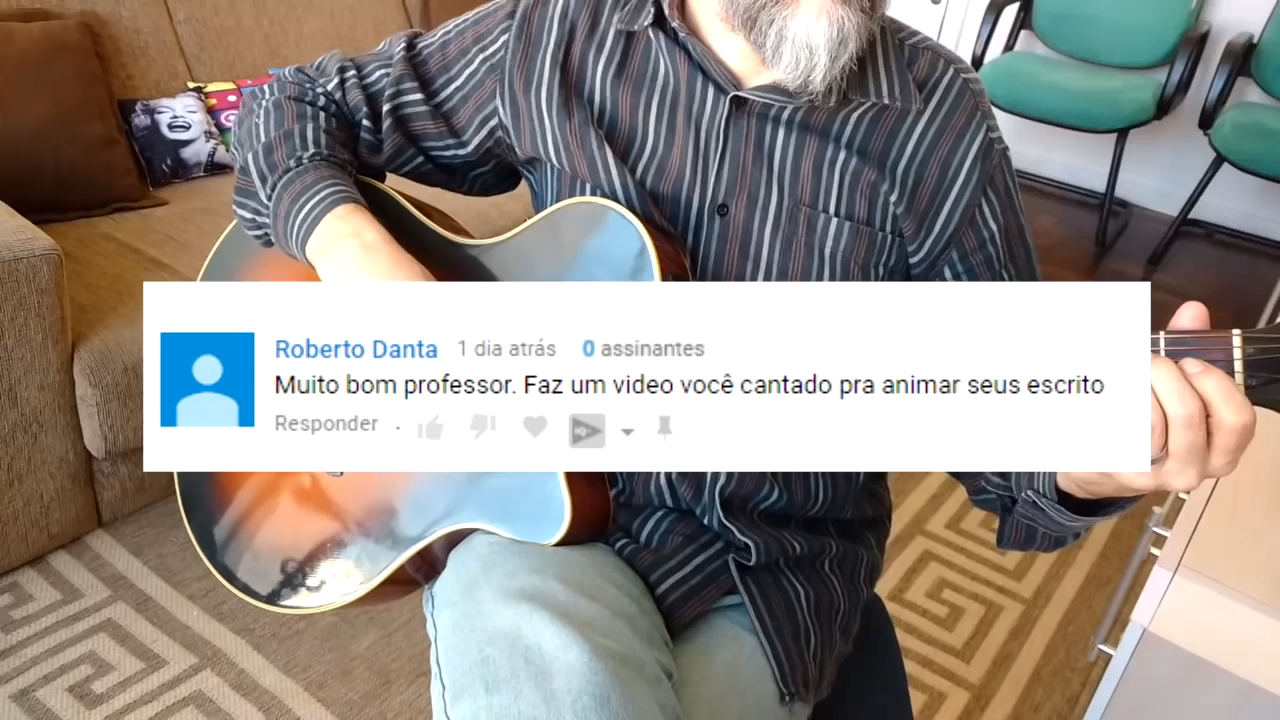 Roberto Danta 1 dia atrás 0 assinantes
Muito bom professor. Faz um video você cantado pra animar seus escrito
Responder .